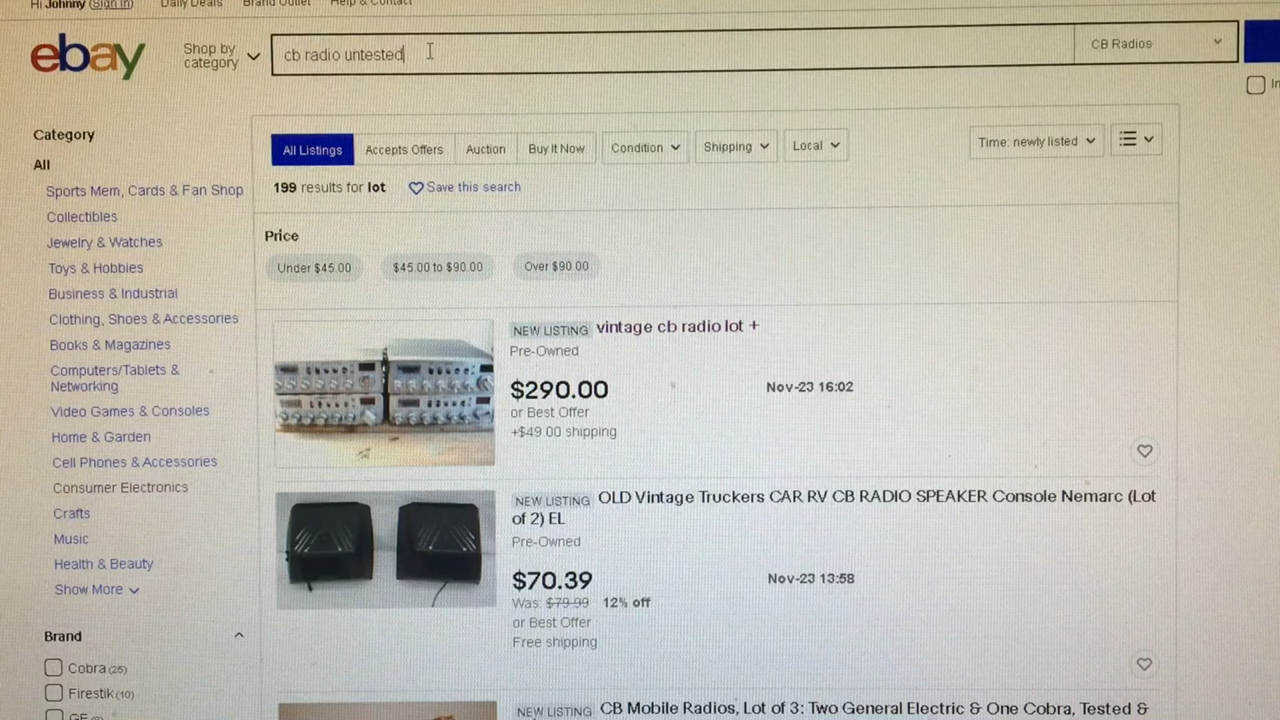 Hi Johnny (Sign in)
Daily Deals
Brand Outlet
Help & Contact
ebay
Shop by
category
cb radio untested
CB Radios
Category
All
Sports Mem, Cards & Fan Shop
Collectibles
Jewelry & Watches
Toys & Hobbies
Business & Industrial
Clothing, Shoes & Accessories
Books & Magazines
Computers/Tablets &
Networking
Video Games & Consoles
Home & Garden
Cell Phones & Accessories
Consumer Electronics
Crafts
Music
Health & Beauty
Show More
Brand
Cobra (25)
Firestik (10)
GE
All Listings
Accepts Offers
Auction
Buy It Now
Condition
Shipping
Local
Time: newly listed
199 results for lot
Save this search
Price
Under $45.00
$45.00 to $90.00
Over $90.00
NEW LISTING vintage cb radio lot +
Pre-Owned
$290.00
Nov-23 16:02
or Best Offer
+$49.00 shipping
NEW LISTING OLD Vintage Truckers CAR RV CB RADIO SPEAKER Console Nemarc (Lot
of 2) EL
Pre-Owned
$70.39
Nov-23 13:58
Was: $79.99 12% off
or Best Offer
Free shipping
NEW LISTING CB Mobile Radios, Lot of 3: Two General Electric & One Cobra, Tested &